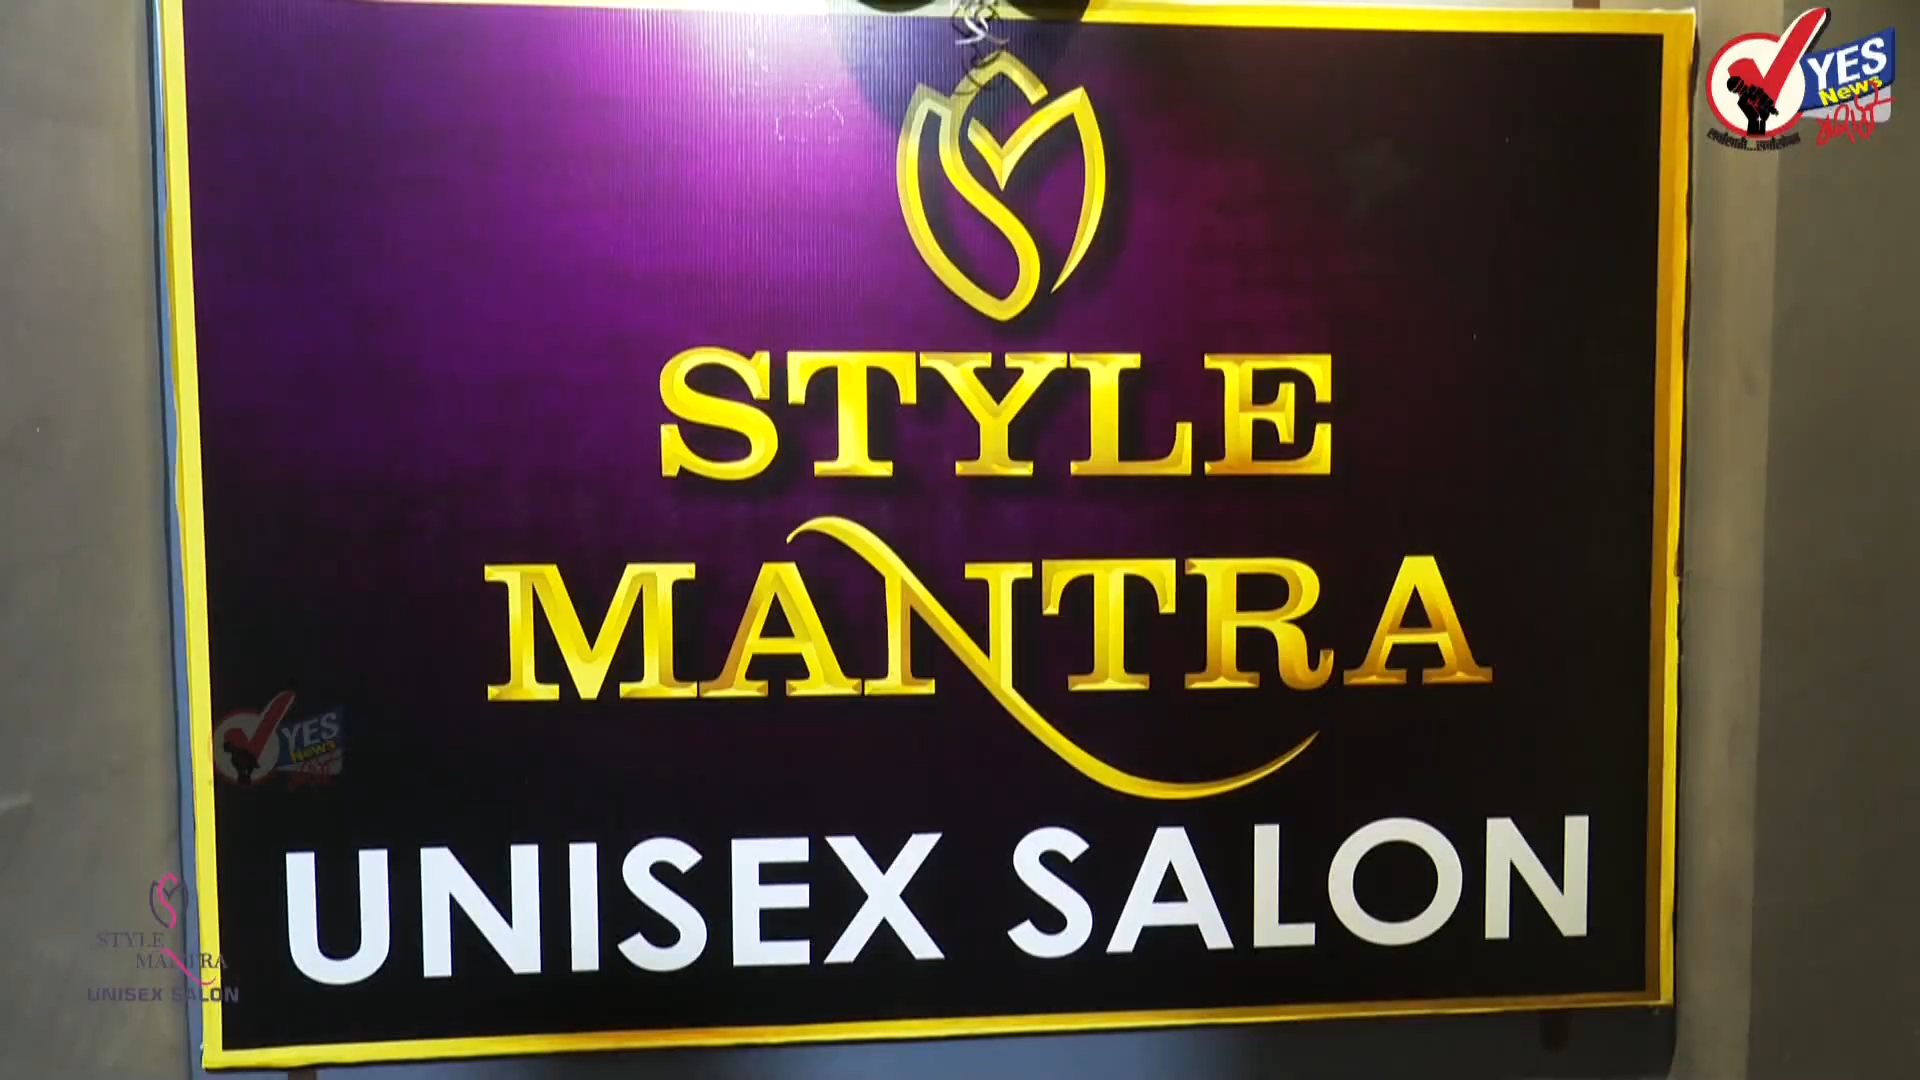 YES
News
STYLE
MANTRA
YES
News
UNISEX SALON
STYLE
MANTRA
UNISEX SALON